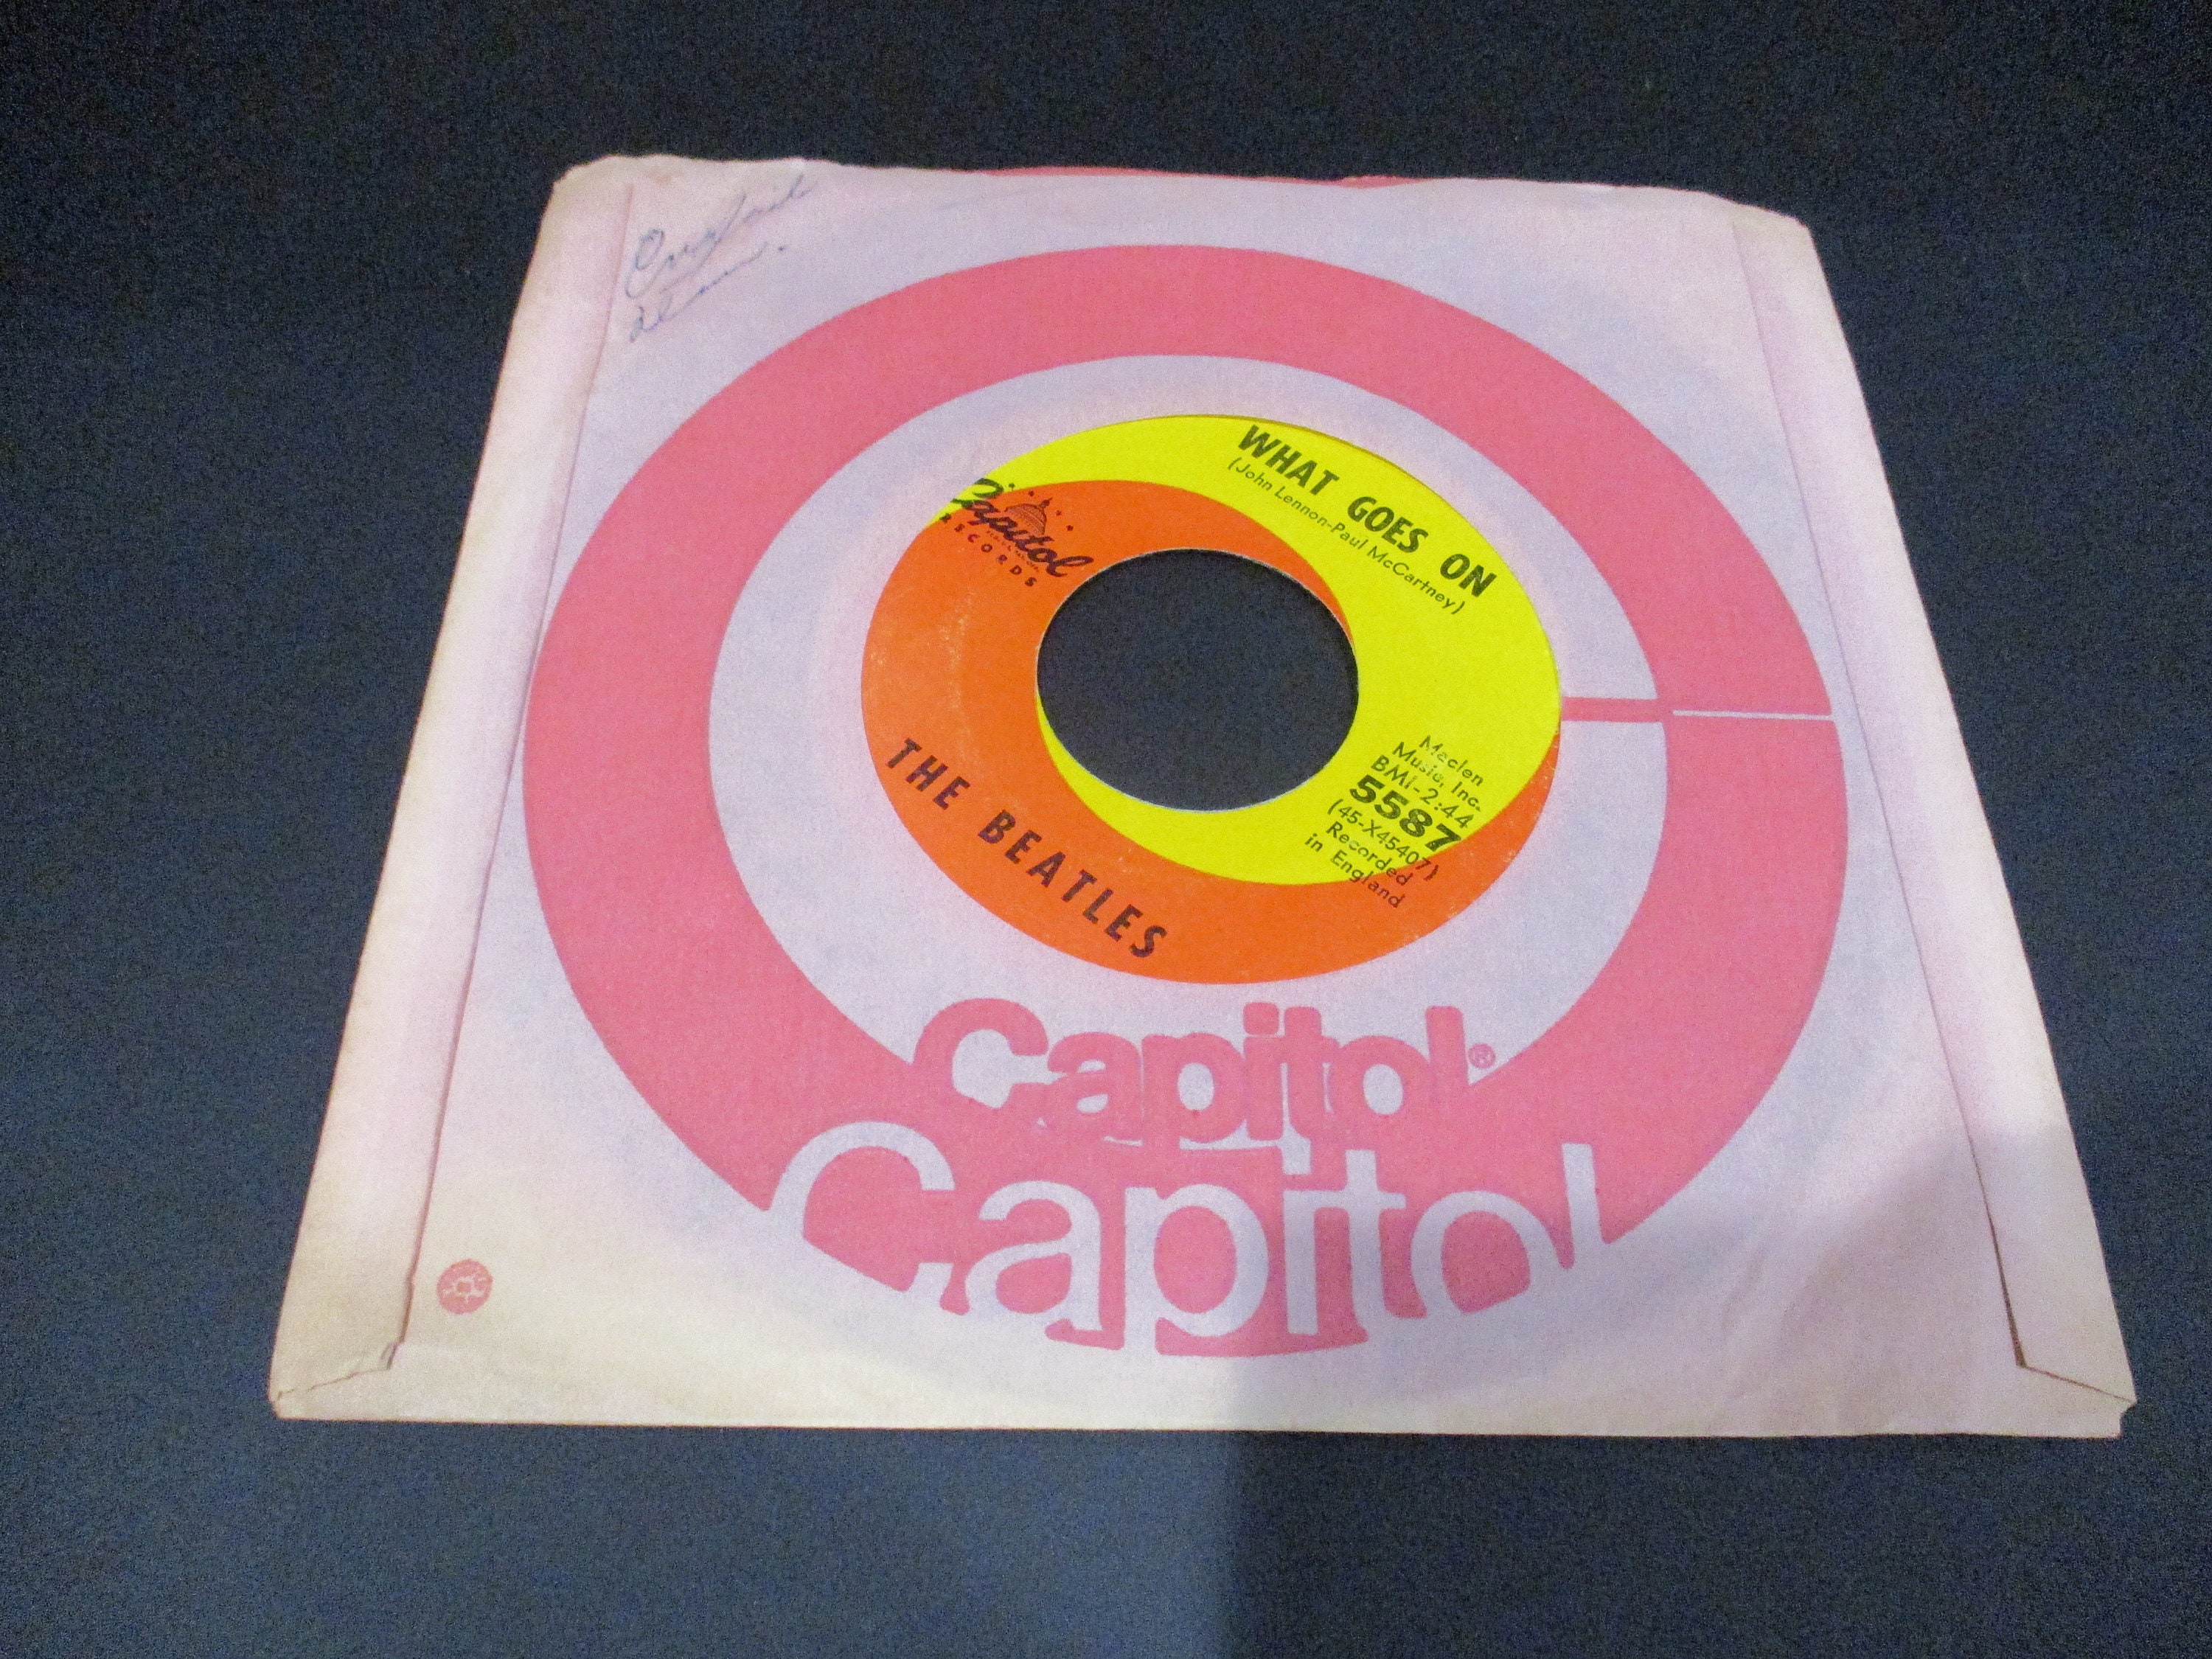 WHAT GOES ON
(John Lennon-Paul McCartney)
Capitol
RECORDS
Maclen
Music, Inc.
BMI-2:44
5587
(45-X45407)
Recorded
in England
THE BEATLES
Capitol®
Capitol